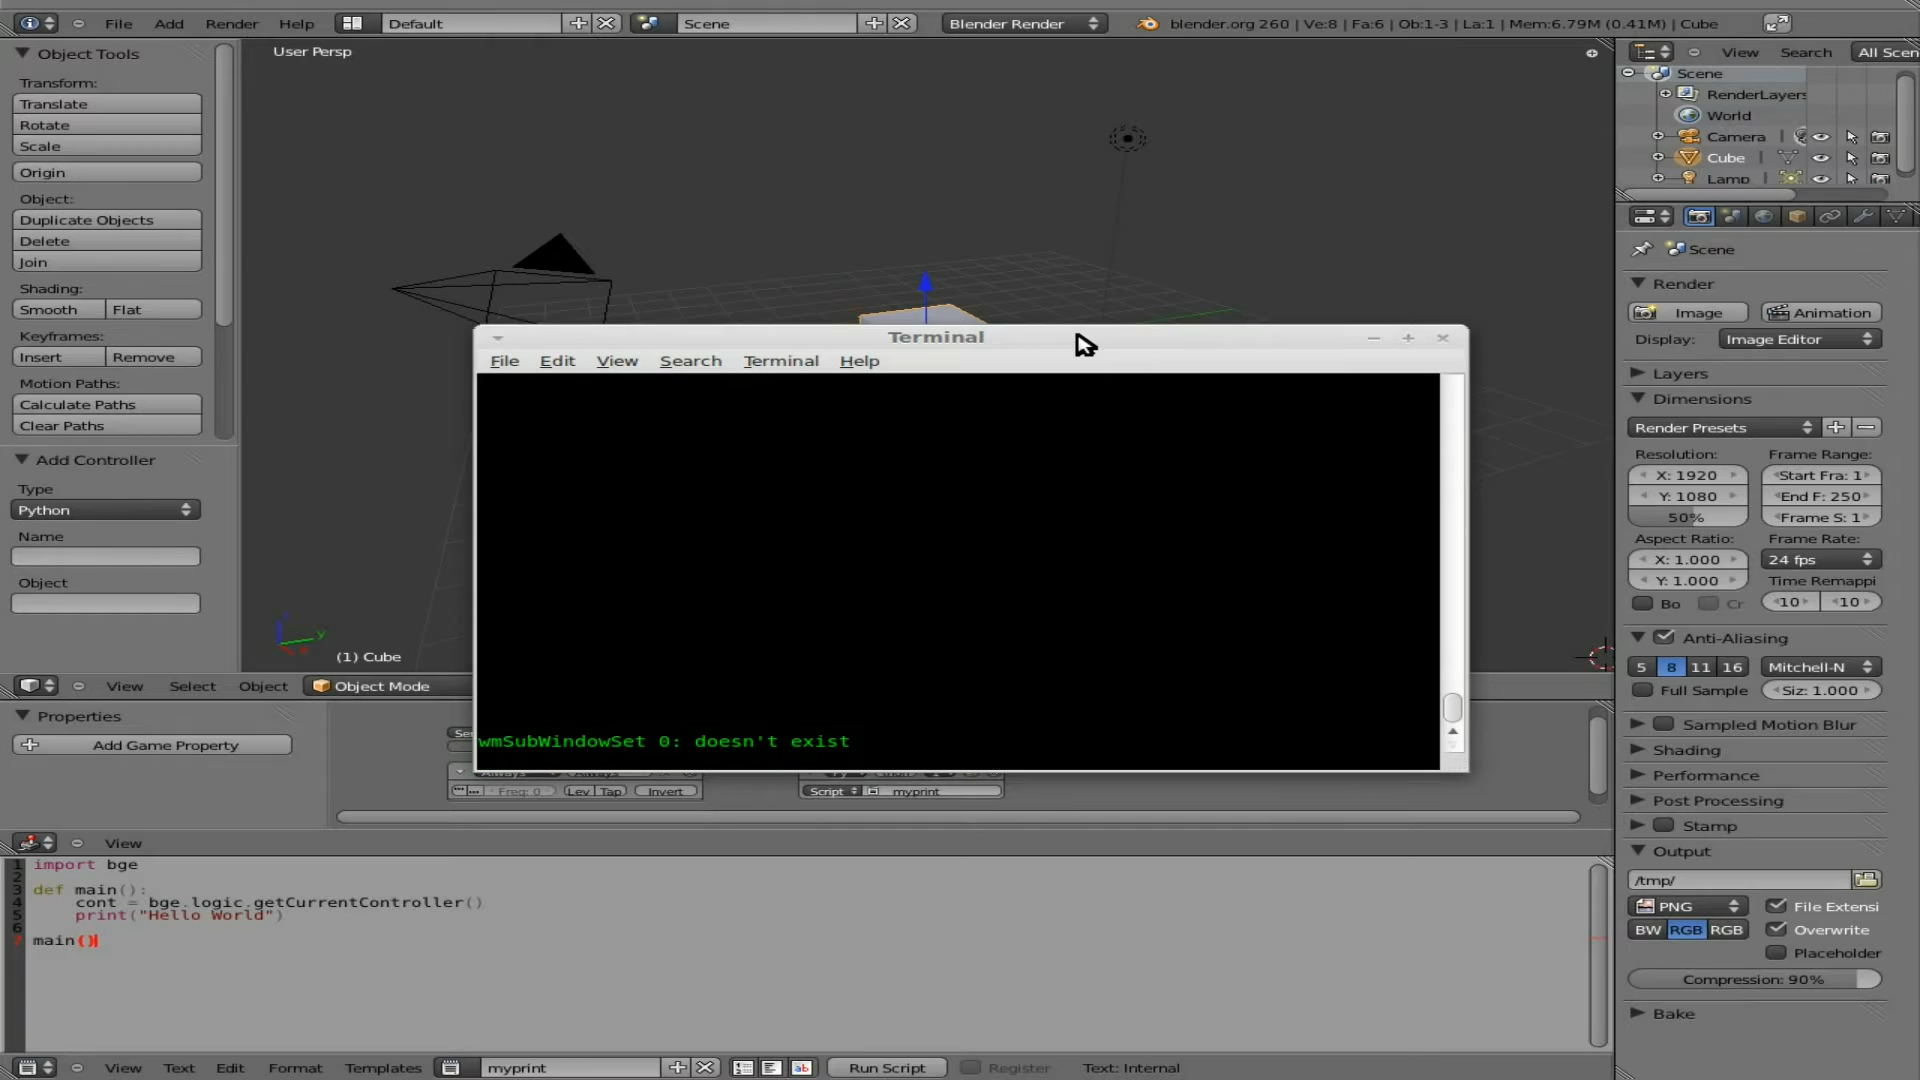 File Add Render Help Default Scene Blender Render blender.org 260 | Ve:8 | Fa:6 | Ob:1-3 | La:1 | Mem:6.79M (0.41M) | Cube
Object Tools
Transform:
Translate
Rotate
Scale
Origin
Object:
Duplicate Objects
Delete
Join
Shading:
Smooth Flat
Keyframes:
Insert Remove
Motion Paths:
Calculate Paths
Clear Paths
Add Controller
Type
Python
Name
Object
User Persp
(1) Cube
View Select Object Object Mode
Terminal
File Edit View Search Terminal Help
wmSubWindowSet 0: doesn't exist
Properties
Add Game Property
Freq: 0 Lev Tap Invert
Script myprint
View
1 import bge
2
3 def main():
4 cont = bge.logic.getCurrentController()
5 print("Hello World")
6
7 main()
View Text Edit Format Templates myprint Run Script Register Text: Internal
View Search All Scen
Scene
RenderLayers
World
Camera
Cube
Lamp
Scene
Render
Image Animation
Display: Image Editor
Layers
Dimensions
Render Presets
Resolution: Frame Range:
X: 1920 Start Fra: 1
Y: 1080 End F: 250
50% Frame S: 1
Aspect Ratio: Frame Rate:
X: 1.000 24 fps
Y: 1.000 Time Remappi
Bo Cr 10 10
Anti-Aliasing
5 8 11 16 Mitchell-N
Full Sample Siz: 1.000
Sampled Motion Blur
Shading
Performance
Post Processing
Stamp
Output
/tmp/
PNG File Extensi
BW RGB RGB Overwrite
Placeholder
Compression: 90%
Bake